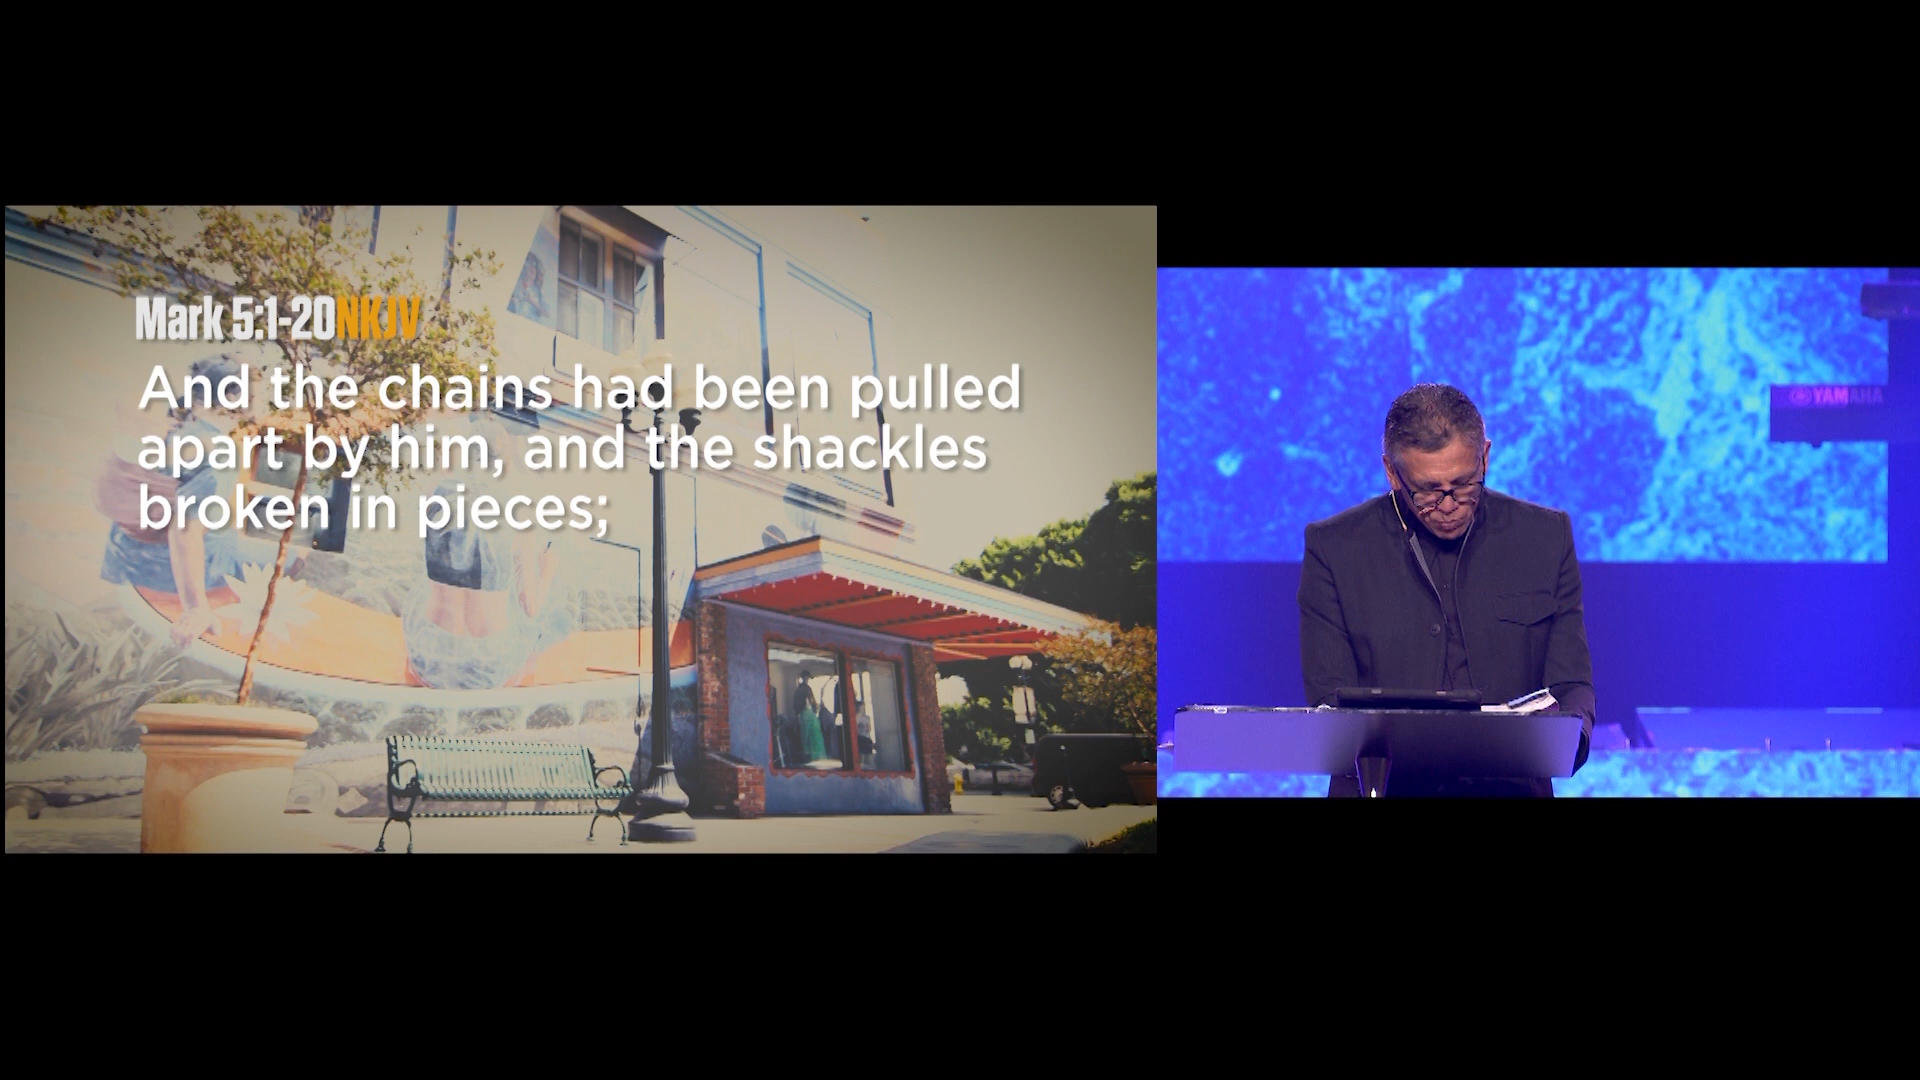 Mark 5:1-20NKJV
And the chains had been pulled
apart by him, and the shackles
broken in pieces;
YAMAHA